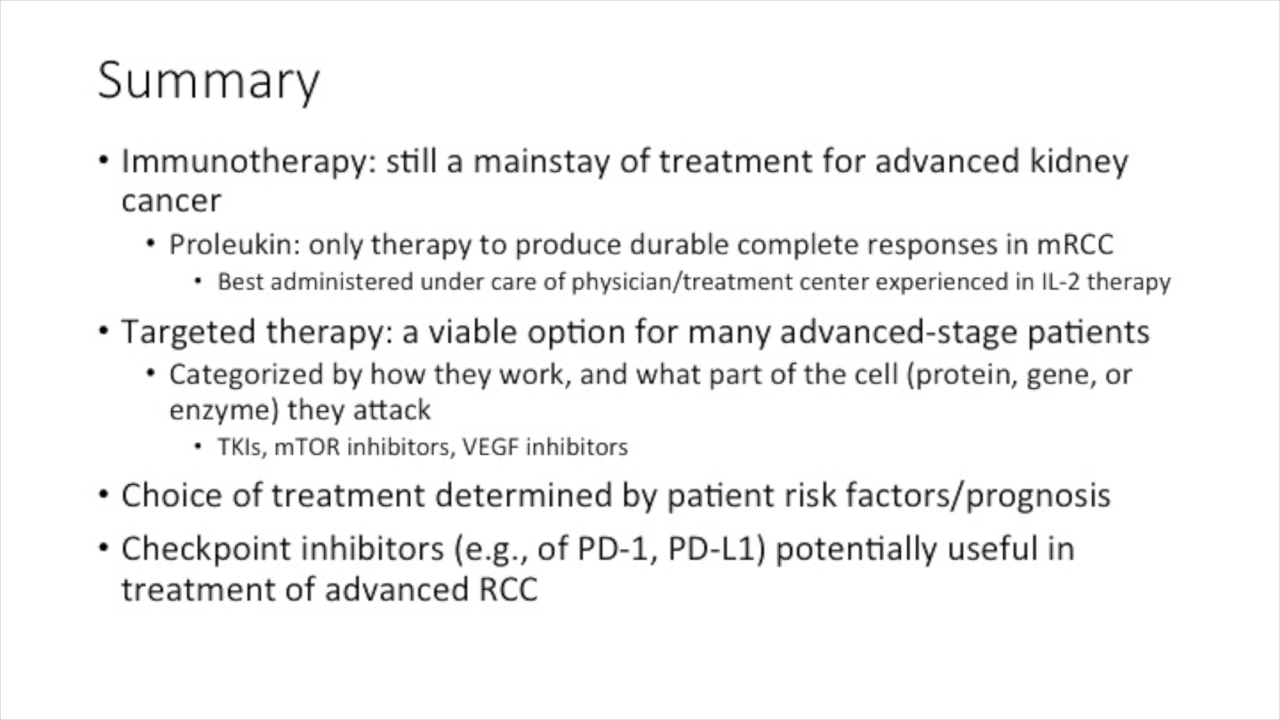 Summary
• Immunotherapy: still a mainstay of treatment for advanced kidney
cancer
• Proleukin: only therapy to produce durable complete responses in mRCC
• Best administered under care of physician/treatment center experienced in IL-2 therapy
• Targeted therapy: a viable option for many advanced-stage patients
• Categorized by how they work, and what part of the cell (protein, gene, or
enzyme) they attack
• TKIs, mTOR inhibitors, VEGF inhibitors
• Choice of treatment determined by patient risk factors/prognosis
• Checkpoint inhibitors (e.g., of PD-1, PD-L1) potentially useful in
treatment of advanced RCC